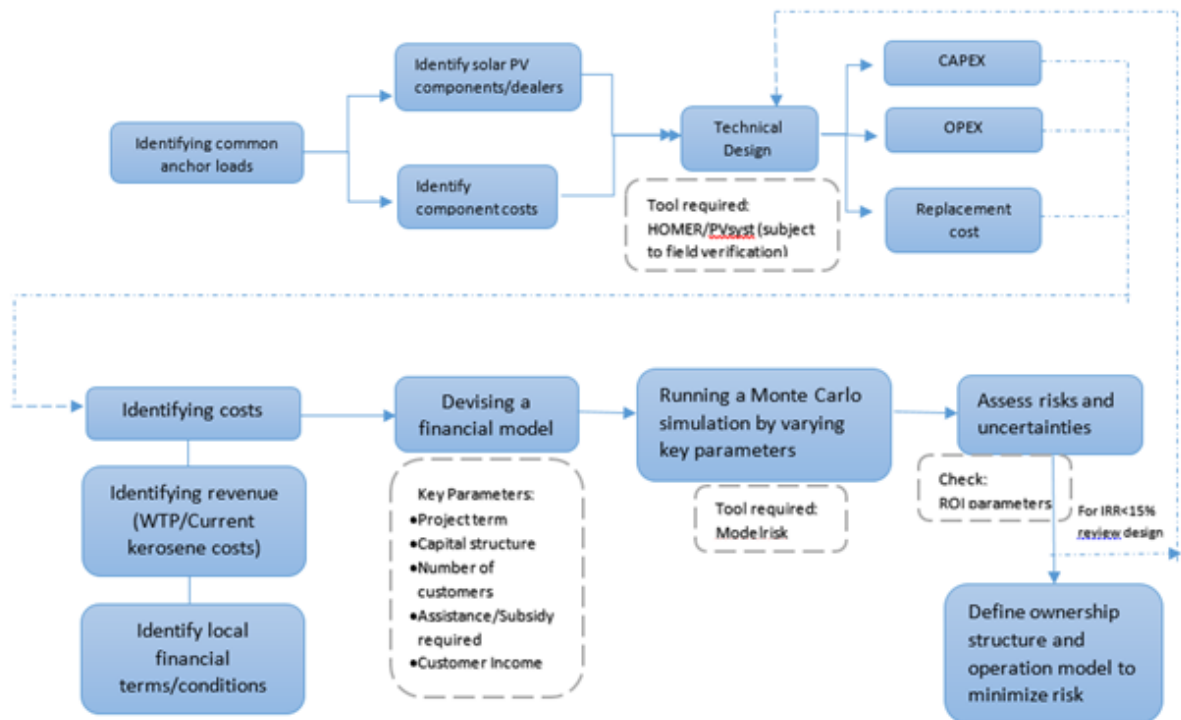 Identify solar PV
components/dealers
CAPEX
Identifying common
anchor loads
Technical
Design
OPEX
Identify
component costs
Tool required:
HOMER/PVsyst (subject
to field verification)
Replacement
cost
Identifying costs
Devising a
financial model
Running a Monte Carlo
simulation by varying
key parameters
Assess risks and
uncertainties
Identifying revenue
(WTP/Current
kerosene costs)
Key Parameters:
•Project term
•Capital structure
•Number of
customers
•Assistance/Subsidy
required
•Customer Income
Tool required:
Modelrisk
Check:
ROI parameters
For IRR<15%
review design
Identify local
financial
terms/conditions
Define ownership
structure and
operation model to
minimize risk